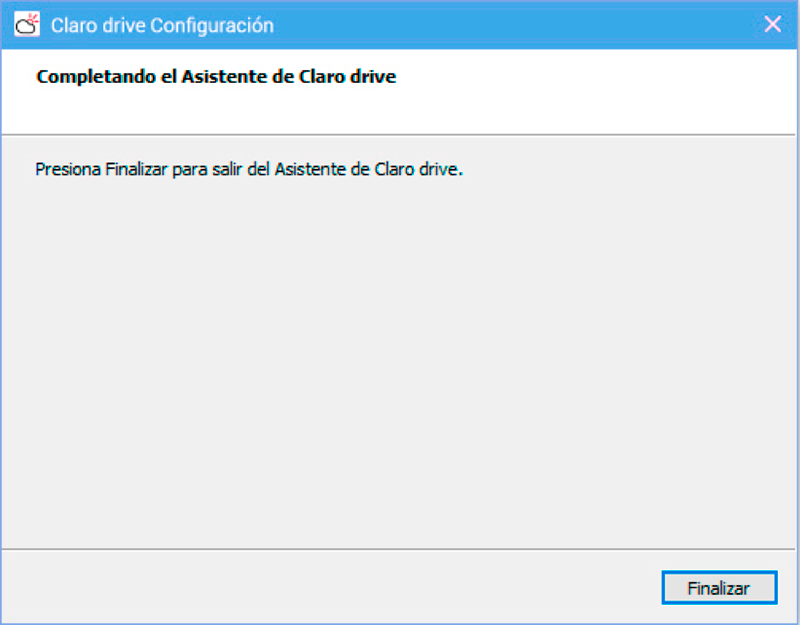 Claro drive Configuración
Completando el Asistente de Claro drive
Presiona Finalizar para salir del Asistente de Claro drive.
Finalizar